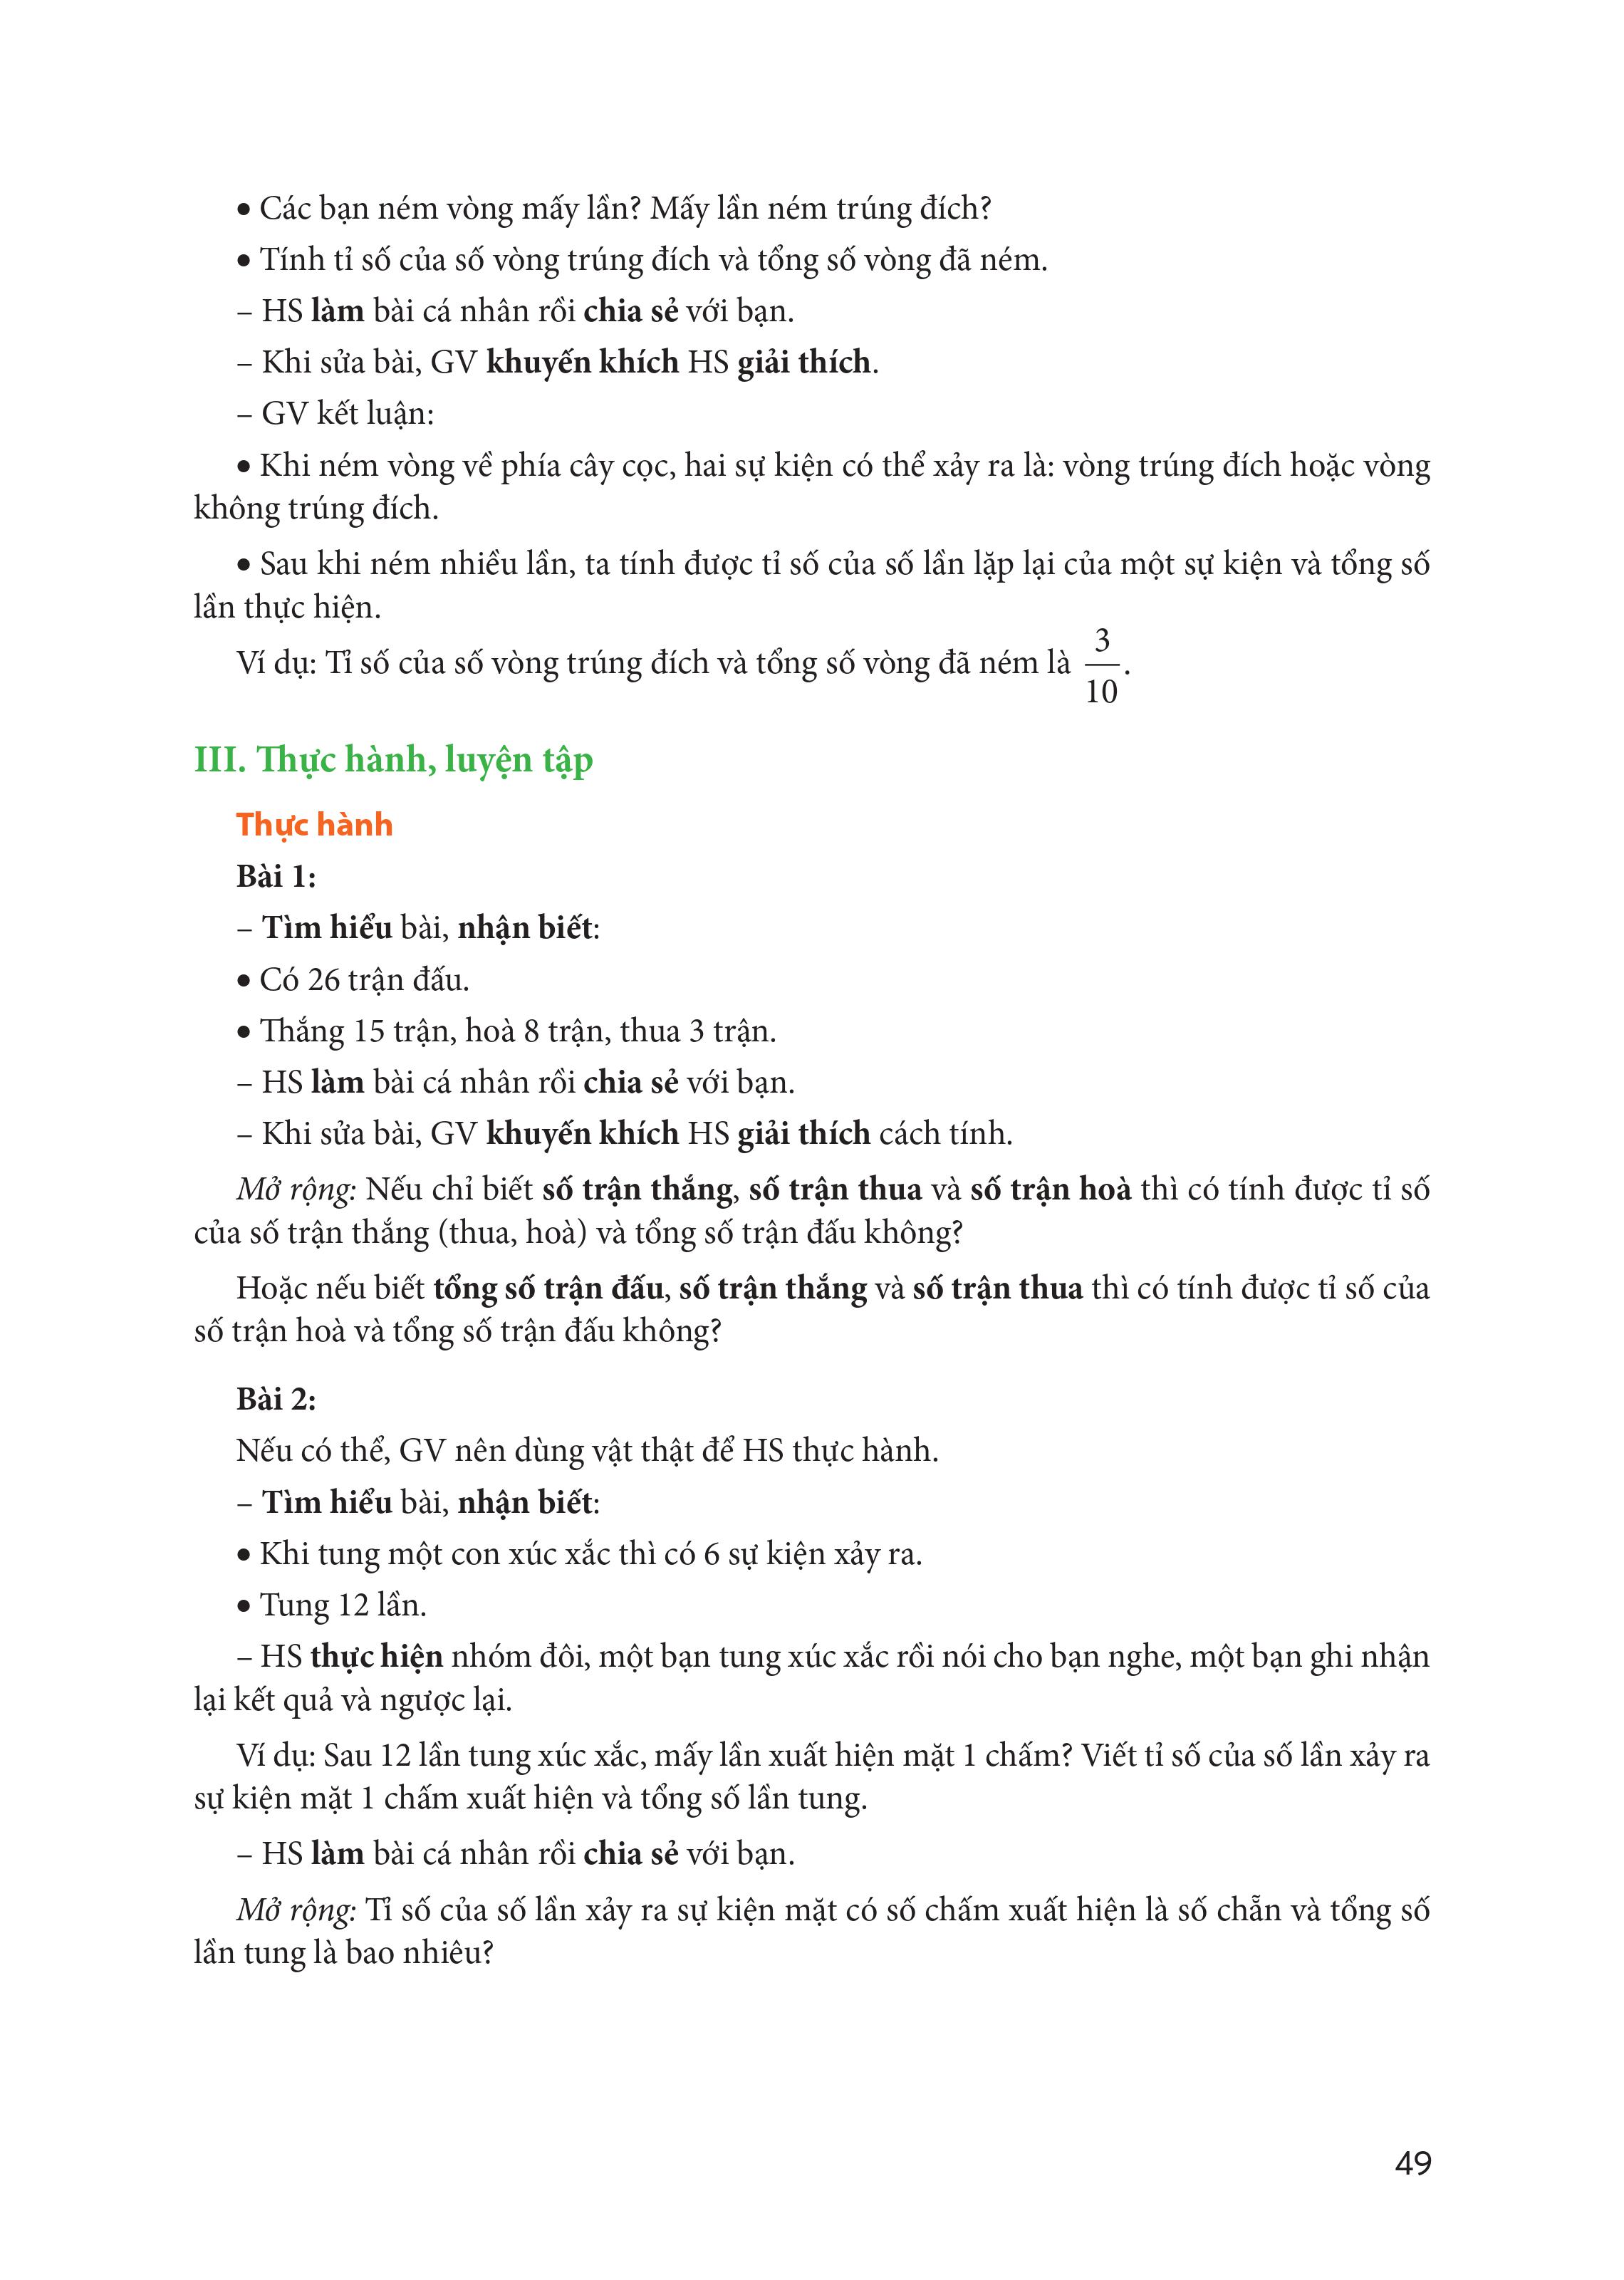 • Các bạn ném vòng mấy lần? Mấy lần ném trúng đích?
• Tính tỉ số của số vòng trúng đích và tổng số vòng đã ném.
– HS làm bài cá nhân rồi chia sẻ với bạn.
– Khi sửa bài, GV khuyến khích HS giải thích.
– GV kết luận:
• Khi ném vòng về phía cây cọc, hai sự kiện có thể xảy ra là: vòng trúng đích hoặc vòng
không trúng đích.
• Sau khi ném nhiều lần, ta tính được tỉ số của số lần lặp lại của một sự kiện và tổng số
lần thực hiện.
Ví dụ: Tỉ số của số vòng trúng đích và tổng số vòng đã ném là 3/10.
III. Thực hành, luyện tập
Thực hành
Bài 1:
– Tìm hiểu bài, nhận biết:
• Có 26 trận đấu.
• Thắng 15 trận, hoà 8 trận, thua 3 trận.
– HS làm bài cá nhân rồi chia sẻ với bạn.
– Khi sửa bài, GV khuyến khích HS giải thích cách tính.
Mở rộng: Nếu chỉ biết số trận thắng, số trận thua và số trận hoà thì có tính được tỉ số
của số trận thắng (thua, hoà) và tổng số trận đấu không?
Hoặc nếu biết tổng số trận đấu, số trận thắng và số trận thua thì có tính được tỉ số của
số trận hoà và tổng số trận đấu không?
Bài 2:
Nếu có thể, GV nên dùng vật thật để HS thực hành.
– Tìm hiểu bài, nhận biết:
• Khi tung một con xúc xắc thì có 6 sự kiện xảy ra.
• Tung 12 lần.
– HS thực hiện nhóm đôi, một bạn tung xúc xắc rồi nói cho bạn nghe, một bạn ghi nhận
lại kết quả và ngược lại.
Ví dụ: Sau 12 lần tung xúc xắc, mấy lần xuất hiện mặt 1 chấm? Viết tỉ số của số lần xảy ra
sự kiện mặt 1 chấm xuất hiện và tổng số lần tung.
– HS làm bài cá nhân rồi chia sẻ với bạn.
Mở rộng: Tỉ số của số lần xảy ra sự kiện mặt có số chấm xuất hiện là số chẵn và tổng số
lần tung là bao nhiêu?
49